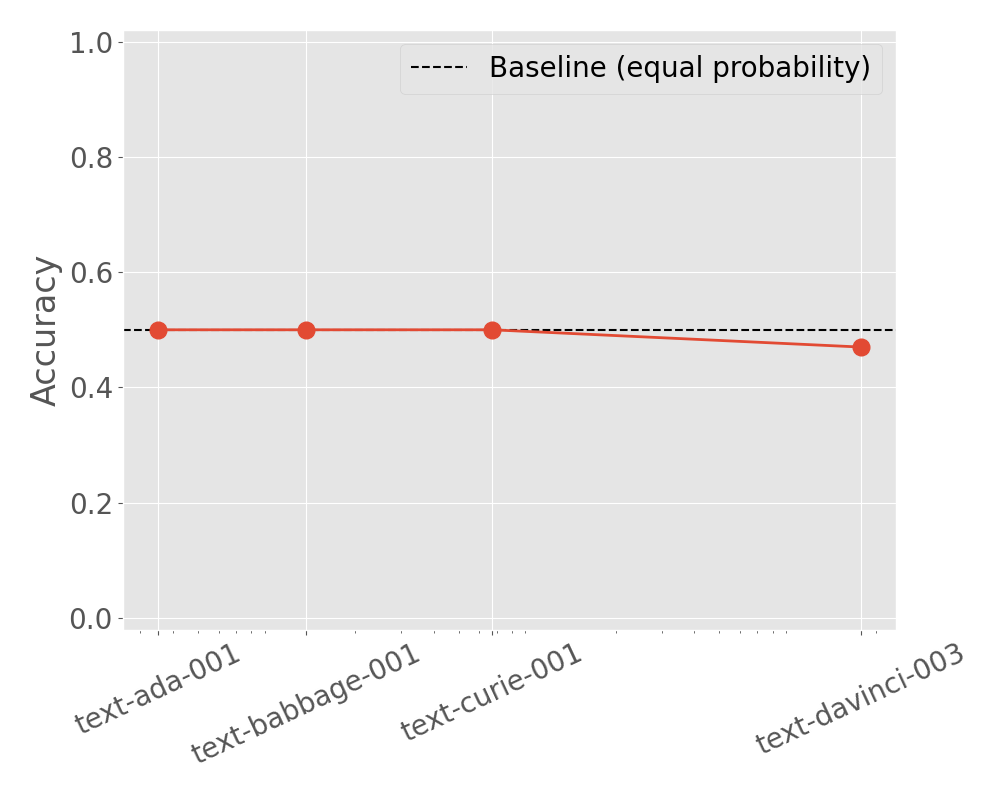 Baseline (equal probability)
Accuracy
1.0
0.8
0.6
0.4
0.2
0.0
text-ada-001
text-babbage-001
text-curie-001
text-davinci-003